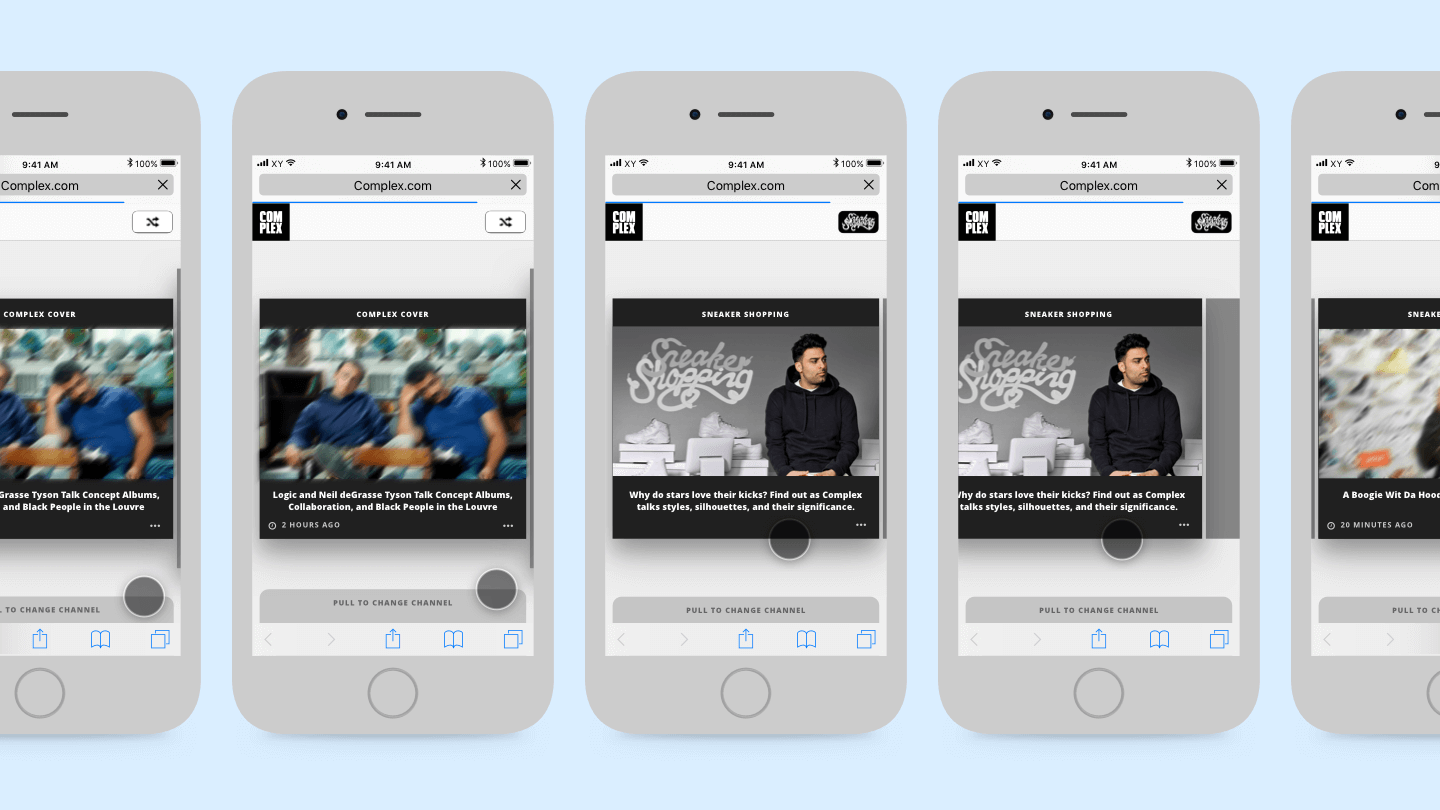 9:41 AM
100%
Complex.com
COMPLEX COVER
Grasse Tyson Talk Concept Albums,
and Black People in the Louvre
L TO CHANGE CHANNEL
XY
9:41 AM
100%
Complex.com
COM
PLEX
COMPLEX COVER
Logic and Neil deGrasse Tyson Talk Concept Albums,
Collaboration, and Black People in the Louvre
2 HOURS AGO
PULL TO CHANGE CHANNEL
XY
9:41 AM
100%
Complex.com
COM
PLEX
Sneaker
Shopping
SNEAKER SHOPPING
Sneaker
Shopping
Why do stars love their kicks? Find out as Complex
talks styles, silhouettes, and their significance.
PULL TO CHANGE CHANNEL
XY
9:41 AM
100%
Complex.com
COM
PLEX
Sneaker
Shopping
SNEAKER SHOPPING
Sneaker
Shopping
Why do stars love their kicks? Find out as Complex
talks styles, silhouettes, and their significance.
PULL TO CHANGE CHANNEL
XY
9
Com
COM
PLEX
SNEAKE
A Boogie Wit Da Hood
20 MINUTES AGO
PULL TO C